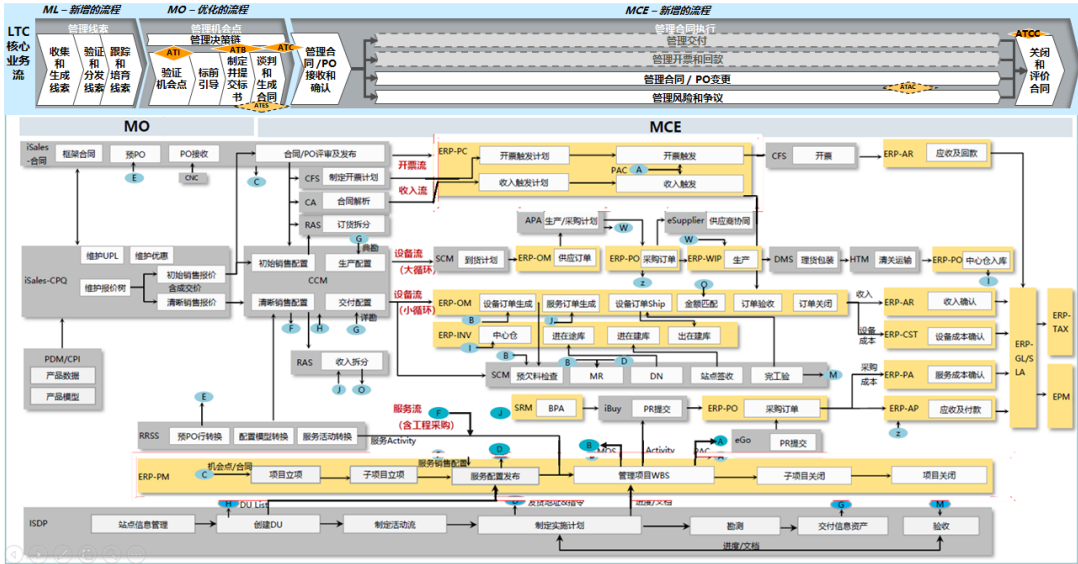 ML – 新增的流程
MO – 优化的流程
MCE – 新增的流程
LTC
核心
业务
流
管理线索
收集
和
生成
线索
验证
和
分发
线索
跟踪
和
培育
线索
管理机会点
管理决策链
ATI
ATB
ATC
验证
机会点
标前
引导
制定
并提
交标
书
谈判
和
生成
合同
ATES
管理合
同 /PO
接收和
确认
管理合同执行
管理交付
管理开票和回款
管理合同 / PO变更
ATAC
管理风险和争议
ATCC
关闭
和
评价
合同
MO
MCE
iSales
-合同
框架合同
预PO
PO接收
E
CNC
合同/PO评审及发布
C
CFS
制定开票计划
CA
合同解析
RAS
订货拆分
开票流
收入流
ERP-PC
开票触发计划
开票触发
PAC
A
收入触发计划
收入触发
CFS
开票
ERP-AR
应收及回款
APA
生产/采购计划
W
eSupplier
供应商协同
W
G
典勘
iSales-CPQ
维护UPL
维护优惠
维护报价树
初始销售报价
含成交价
清晰销售报价
初始销售配置
生产配置
CCM
清晰销售配置
交付配置
F
H
G
详勘
设备流
(大循环)
SCM
到货计划
ERP-OM
供应订单
ERP-PO
采购订单
z
ERP-WIP
生产
DMS
理货包装
HTM
清关运输
ERP-PO
中心仓入库
I
设备流
(小循环)
ERP-OM
设备订单生成
服务订单生成
设备订单Ship
O
金额匹配
订单验收
订单关闭
B
J
收入
ERP-AR
收入确认
设备
成本
ERP-CST
设备成本确认
ERP-INV
中心仓
I
进在途库
进在建库
出在建库
B
B
D
SCM
预欠料检查
MR
DN
站点签收
完工验
M
RAS
收入拆分
J
O
PDM/CPI
产品数据
产品模型
采购
成本
ERP-PA
服务成本确认
ERP-AP
应收及付款
z
ERP-
GL/S
LA
ERP-
TAX
EPM
服务流
(含工程采购)
F
J
SRM
BPA
iBuy
PR提交
ERP-PO
采购订单
eGo
PR提交
E
RRSS
预PO行转换
配置模型转换
服务活动转换
服务Activity
D
B
Activity
A
服务销售配置
ERP-PM
C
机会点/合同
项目立项
子项目立项
服务配置发布
管理项目WBS
子项目关闭
项目关闭
H
DU List
发货地址&指令
进度/文档
G
M
ISDP
站点信息管理
创建DU
制定活动流
制定实施计划
勘测
交付信息资产
验收
进度/文档